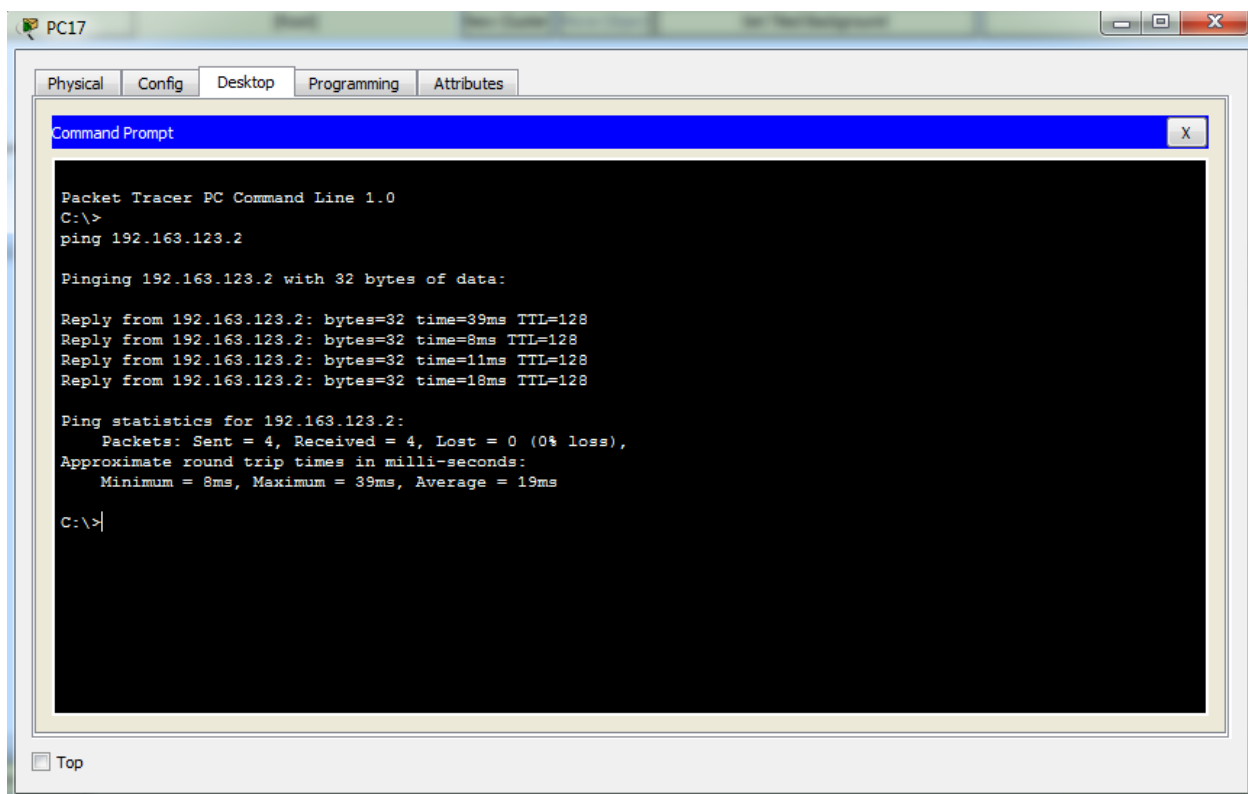 PC17
Physical Config Desktop Programming Attributes
Command Prompt
X
Packet Tracer PC Command Line 1.0
C:\>
ping 192.163.123.2
Pinging 192.163.123.2 with 32 bytes of data:
Reply from 192.163.123.2: bytes=32 time=39ms TTL=128
Reply from 192.163.123.2: bytes=32 time=8ms TTL=128
Reply from 192.163.123.2: bytes=32 time=11ms TTL=128
Reply from 192.163.123.2: bytes=32 time=18ms TTL=128
Ping statistics for 192.163.123.2:
Packets: Sent = 4, Received = 4, Lost = 0 (0% loss),
Approximate round trip times in milli-seconds:
Minimum = 8ms, Maximum = 39ms, Average = 19ms
C:\>
Top